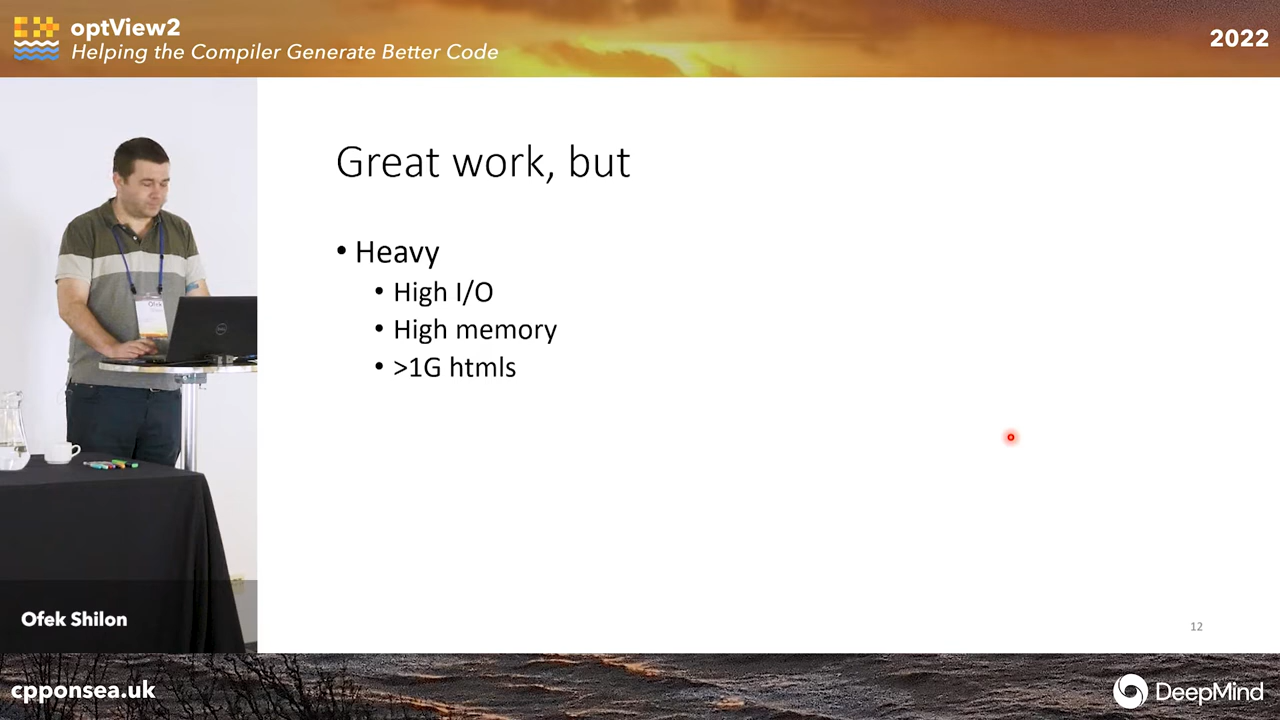 optView2
Helping the Compiler Generate Better Code
2022
Great work, but
• Heavy
• High I/O
• High memory
• >1G htmls
Ofek
12
Ofek Shilon
cpponsea.uk
DeepMind